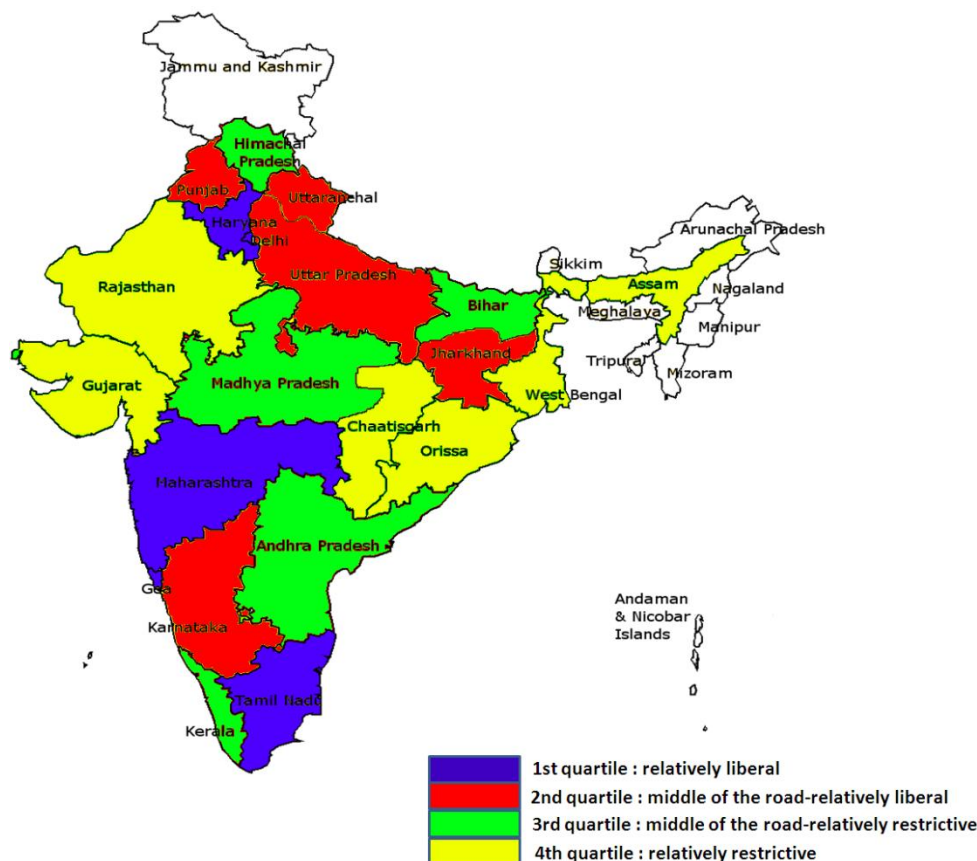 Jammu and Kashmir
Himachal
Pradesh
Punjab
Uttaranchal
Haryana
Delhi
Arunachal Pradesh
Sikkim
Uttar Pradesh
Assam
Nagaland
Rajasthan
Bihar
Meghalaya
Manipur
Jharkhand
Tripura
Mizoram
Madhya Pradesh
Gujarat
West Bengal
Chaatisgarh
Orissa
Maharashtra
Andhra Pradesh
Goa
Andaman
& Nicobar
Islands
Karnataka
Tamil Nadu
Kerala
1st quartile : relatively liberal
2nd quartile : middle of the road-relatively liberal
3rd quartile : middle of the road-relatively restrictive
4th quartile : relatively restrictive